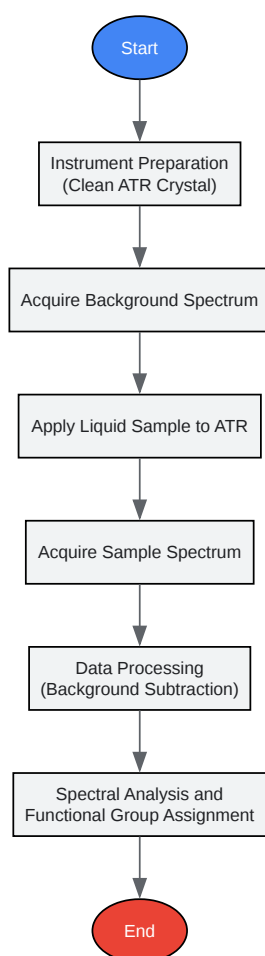 Start
Instrument Preparation
(Clean ATR Crystal)
Acquire Background Spectrum
Apply Liquid Sample to ATR
Acquire Sample Spectrum
Data Processing
(Background Subtraction)
Spectral Analysis and
Functional Group Assignment
End